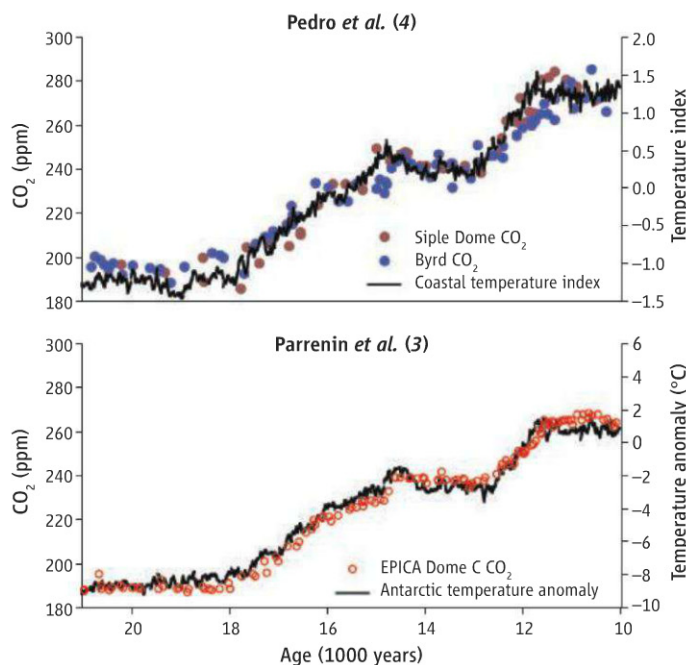 Pedro et al. (4)
300
280
260
240
220
200
180
CO₂ (ppm)
2.0
1.5
1.0
0.5
0.0
−0.5
−1.0
−1.5
Temperature index
Siple Dome CO₂
Byrd CO₂
Coastal temperature index
Parrenin et al. (3)
300
280
260
240
220
200
180
CO₂ (ppm)
6
4
2
0
−2
−4
−6
−8
−10
Temperature anomaly (°C)
EPICA Dome C CO₂
Antarctic temperature anomaly
20 18 16 14 12 10
Age (1000 years)